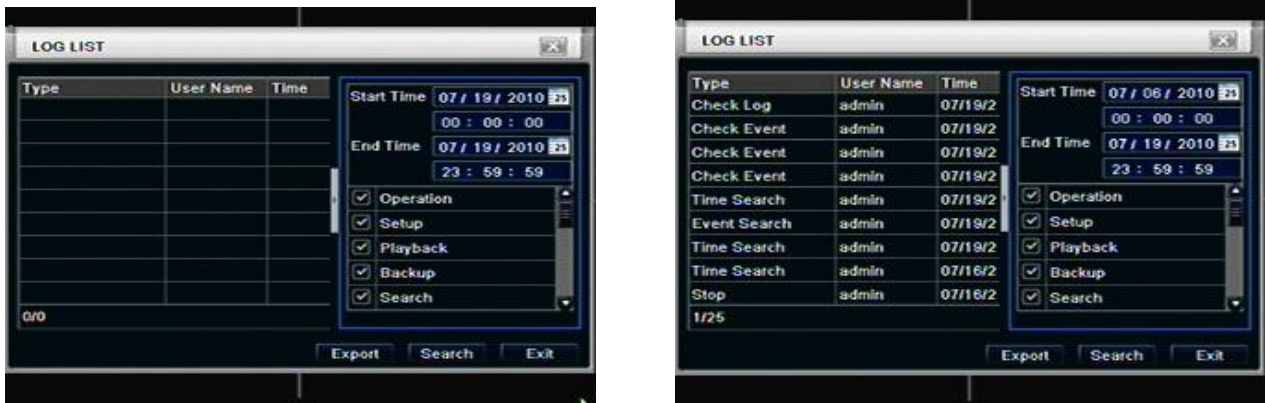 LOG LIST
Type User Name Time
0/0
Start Time 07/ 19/ 2010 25
00 : 00 : 00
End Time 07/ 19/ 2010 25
23 : 59 : 59
Operation
Setup
Playback
Backup
Search
Export Search Exit
LOG LIST
Type User Name Time
Check Log admin 07/19/2
Check Event admin 07/19/2
Check Event admin 07/19/2
Check Event admin 07/19/2
Time Search admin 07/19/2
Event Search admin 07/19/2
Time Search admin 07/19/2
Time Search admin 07/16/2
Stop admin 07/16/2
1/25
Start Time 07/ 06/ 2010 25
00 : 00 : 00
End Time 07/ 19/ 2010 25
23 : 59 : 59
Operation
Setup
Playback
Backup
Search
Export Search Exit